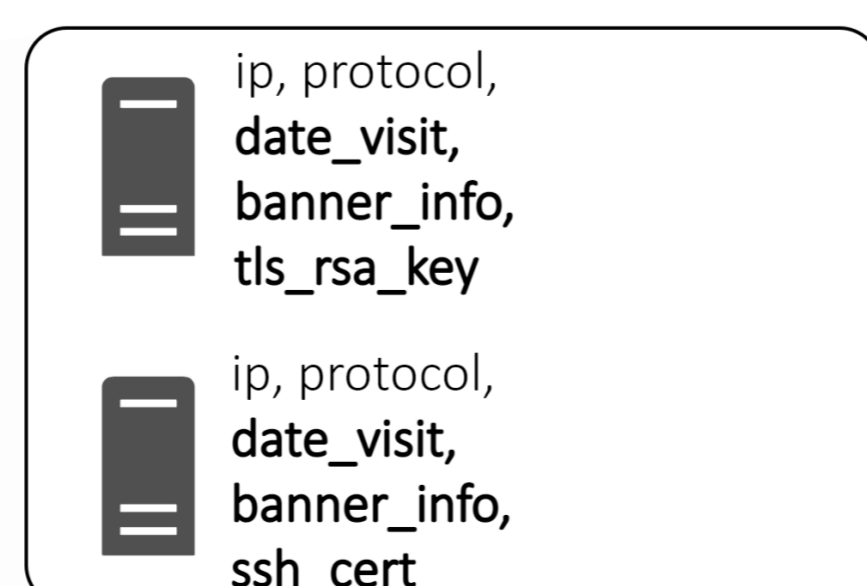 ip, protocol,
date_visit,
banner_info,
tls_rsa_key
ip, protocol,
date_visit,
banner_info,
ssh_cert